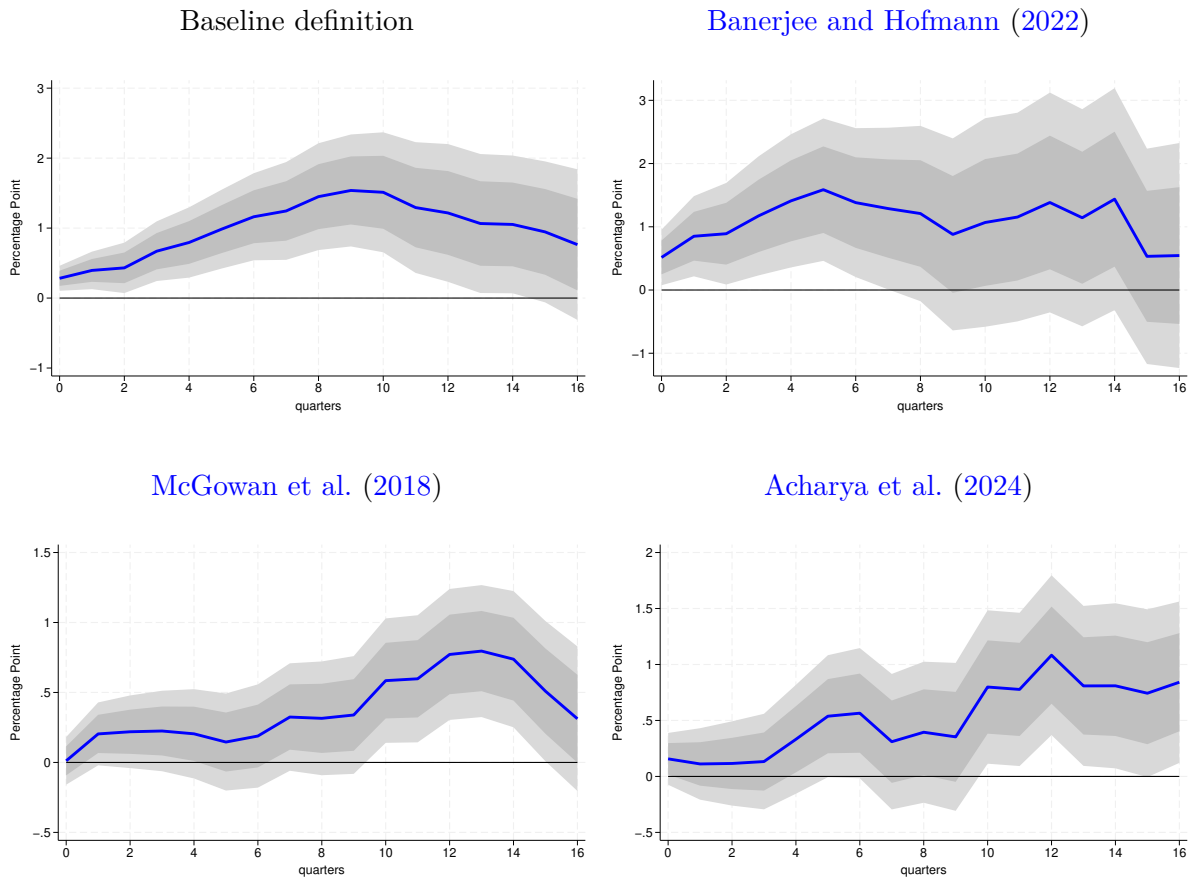 Baseline definition
Banerjee and Hofmann (2022)
Percentage Point
3
2
1
0
−1
0 2 4 6 8 10 12 14 16
quarters
Percentage Point
3
2
1
0
−1
0 2 4 6 8 10 12 14 16
quarters
McGowan et al. (2018)
Acharya et al. (2024)
Percentage Point
1.5
1
.5
0
−.5
0 2 4 6 8 10 12 14 16
quarters
Percentage Point
2
1.5
1
.5
0
−.5
0 2 4 6 8 10 12 14 16
quarters